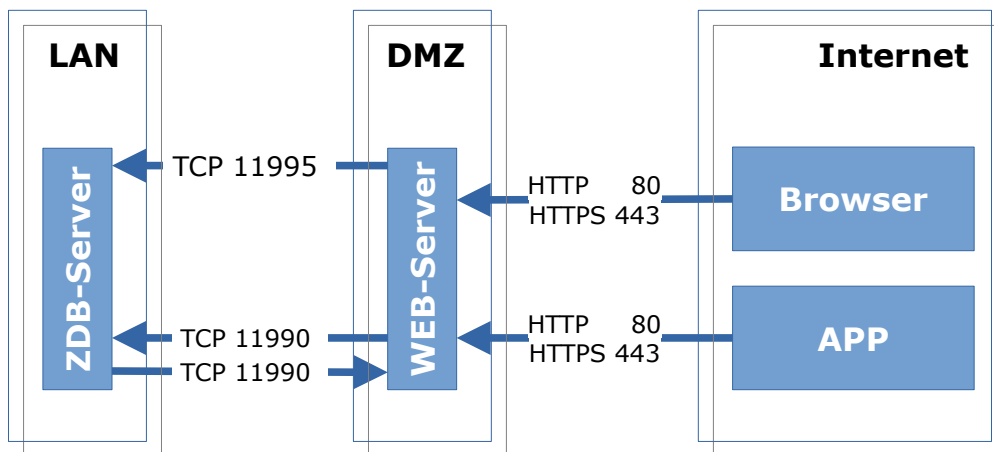 LAN
DMZ
Internet
TCP 11995
HTTP 80
HTTPS 443
Browser
ZDB-Server
WEB-Server
TCP 11990
TCP 11990
HTTP 80
HTTPS 443
APP